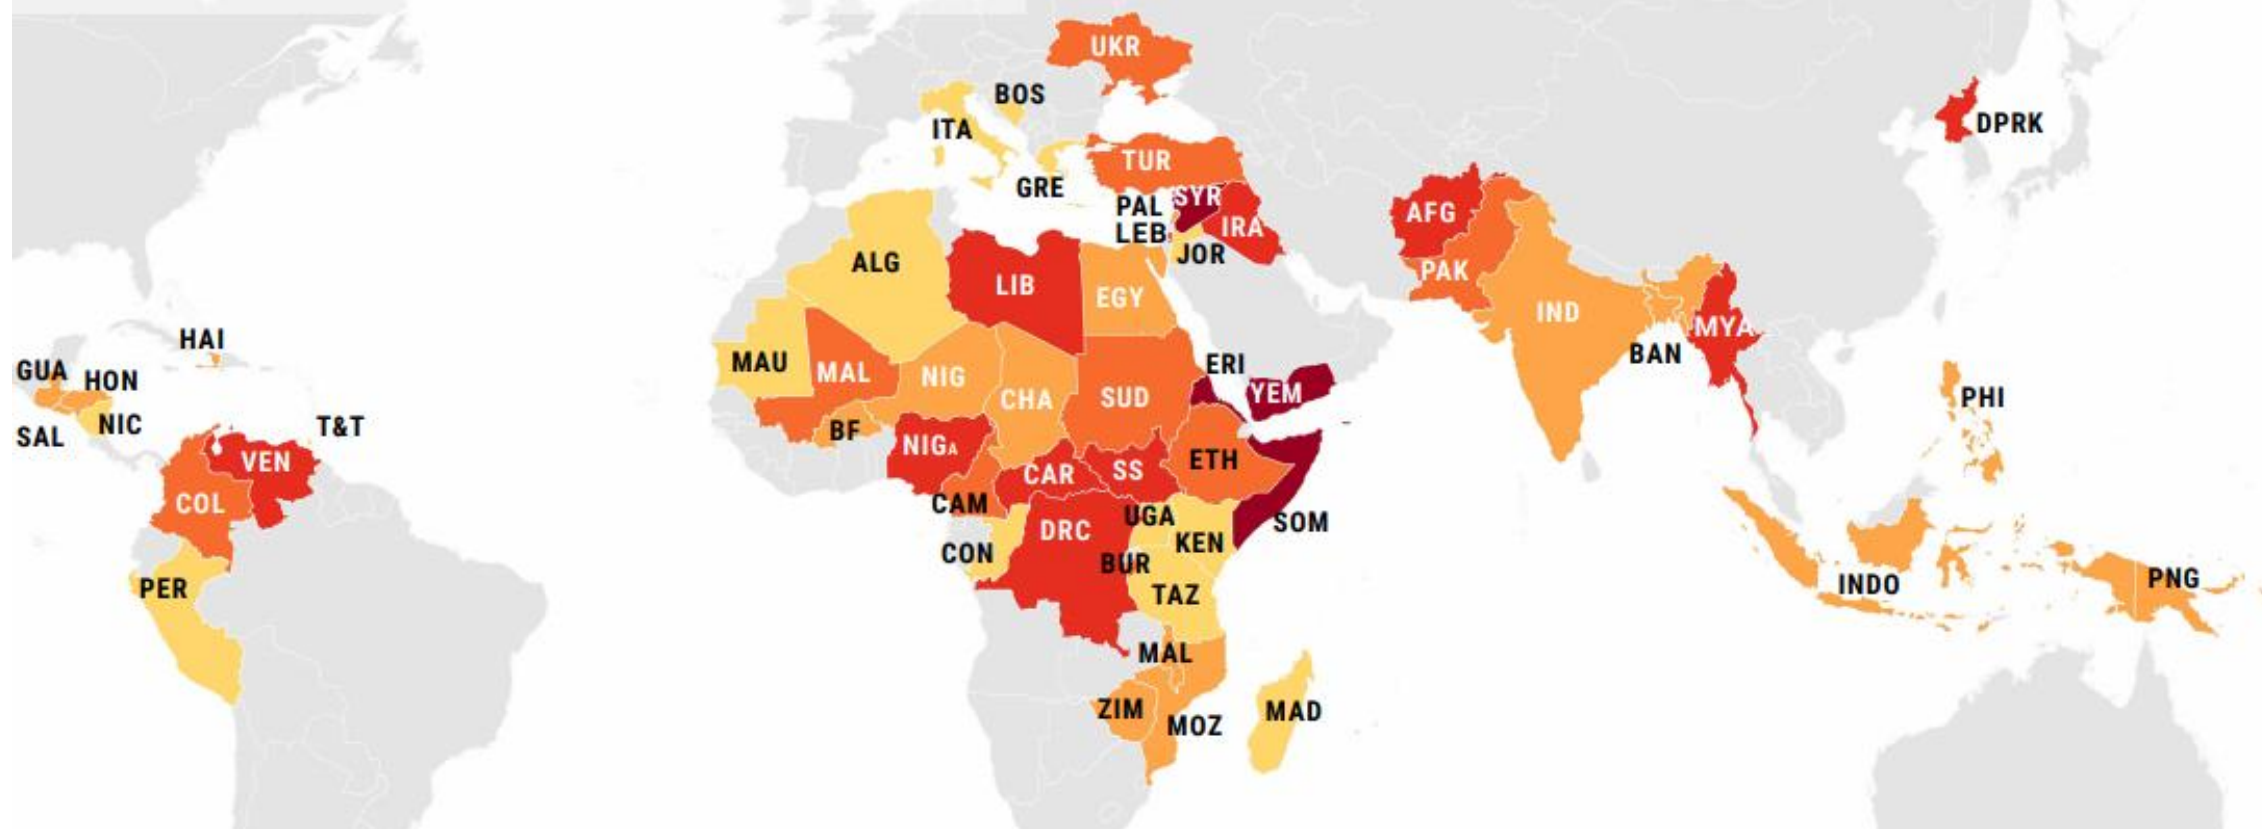 UKR
BOS
ITA
DPRK
TUR
GRE
SYR
PAL
AFG
LEB
IRA
JOR
ALG
PAK
LIB
EGY
IND
HAI
MYA
BAN
GUA
HON
MAU
MAL
NIG
ERI
YEM
CHA
SUD
PHI
NIC
T&T
SAL
BF
NIGA
VEN
ETH
CAR
SS
COL
CAM
UGA
SOM
DRC
KEN
CON
BUR
PER
TAZ
INDO
PNG
MAL
ZIM
MAD
MOZ